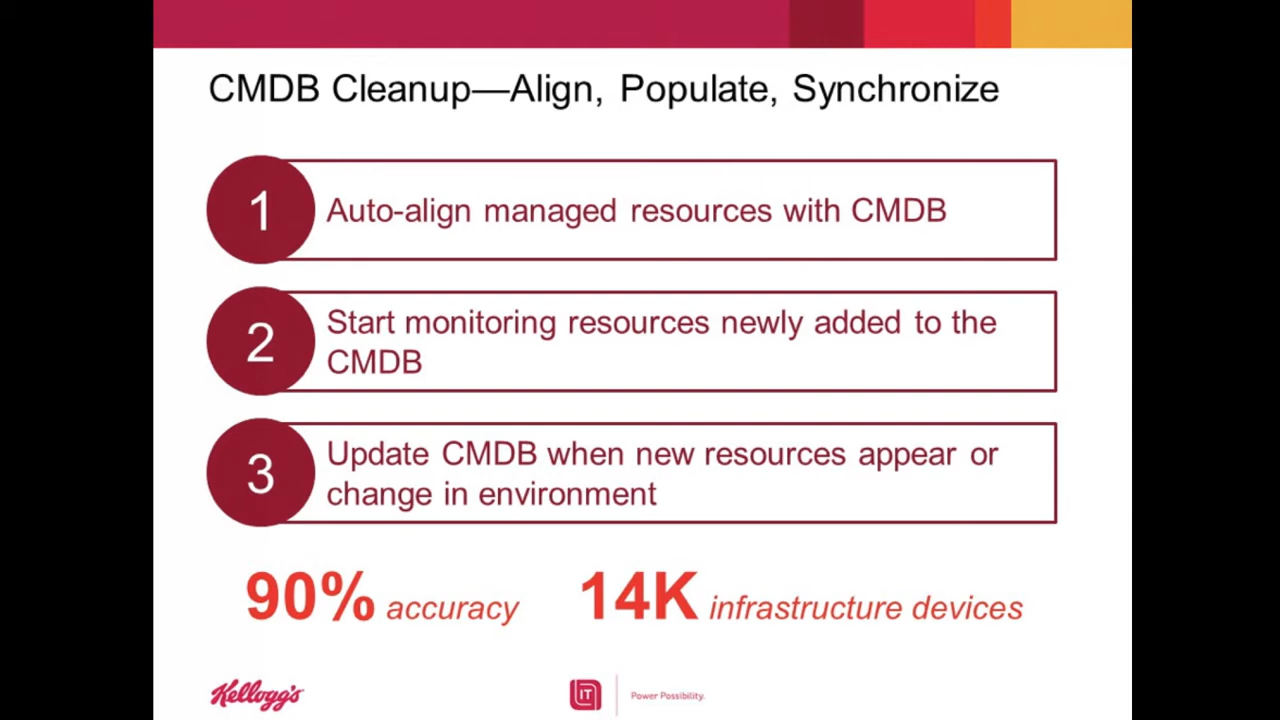 CMDB Cleanup—Align, Populate, Synchronize
1
Auto-align managed resources with CMDB
2
Start monitoring resources newly added to the
CMDB
3
Update CMDB when new resources appear or
change in environment
90% accuracy 14K infrastructure devices
Kellogg's IT Power Possibility.